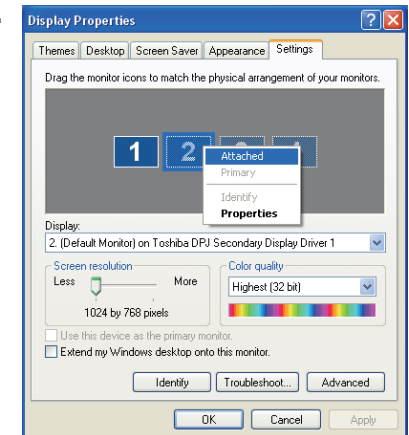 Display Properties
Themes Desktop Screen Saver Appearance Settings
Drag the monitor icons to match the physical arrangement of your monitors.
1 2
Attached
Primary
Identify
Properties
Display:
2. (Default Monitor) on Toshiba DPJ Secondary Display Driver 1
Screen resolution
Less More
1024 by 768 pixels
Color quality
Highest (32 bit)
Use this device as the primary monitor.
Extend my Windows desktop onto this monitor.
Identify Troubleshoot... Advanced
OK Cancel Apply